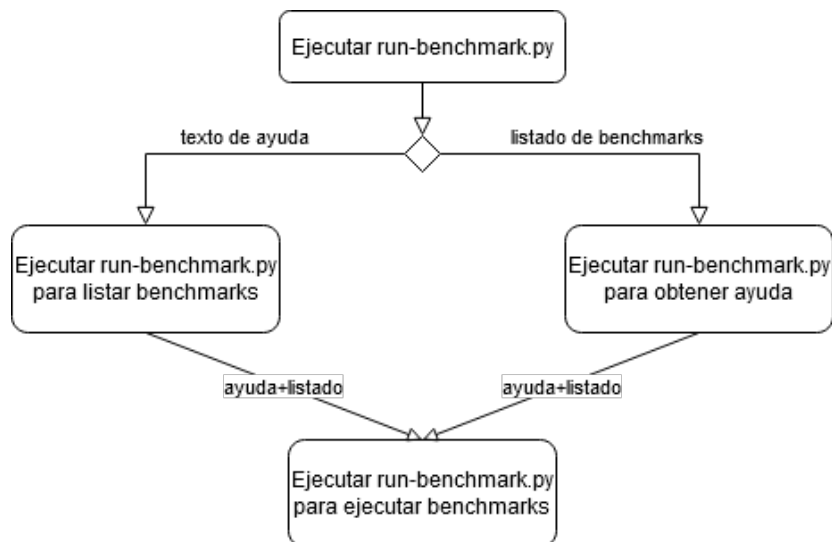 Ejecutar run-benchmark.py
texto de ayuda
listado de benchmarks
Ejecutar run-benchmark.py
para listar benchmarks
Ejecutar run-benchmark.py
para obtener ayuda
ayuda+listado
ayuda+listado
Ejecutar run-benchmark.py
para ejecutar benchmarks